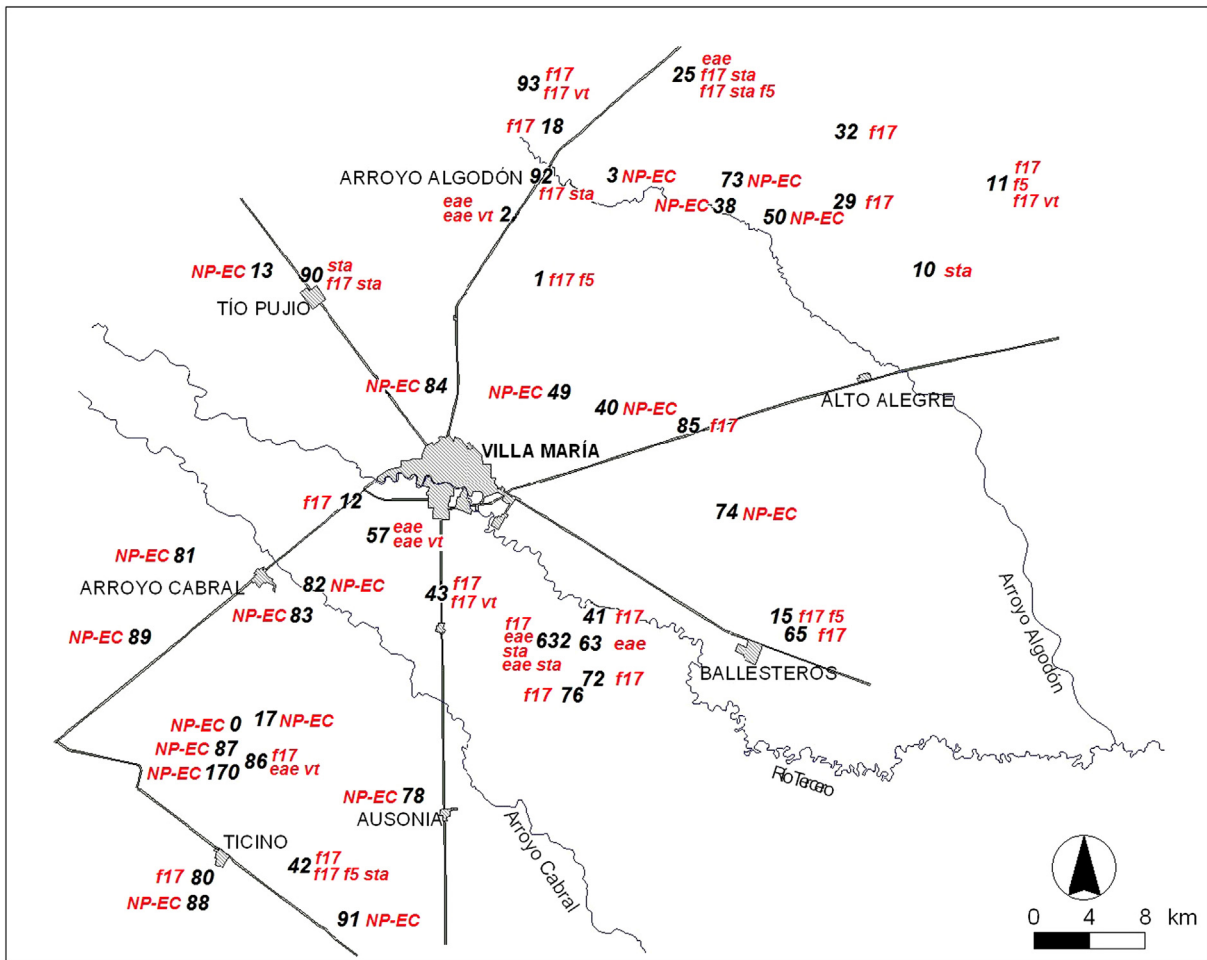 eae
93 f17 25 f17 sta
f17 vt f17 sta f5
f17 18 32 f17
ARROYO ALGODÓN 92 3 NP-EC 73 NP-EC f17
f17 sta 11 f5
eae NP-EC 38 29 f17 f17 vt
eae vt 2 50 NP-EC
NP-EC 13 90 sta 10 sta
f17 sta
1 f17 f5
TÍO PUJIO
NP-EC 84 NP-EC 49
ALTO ALEGRE
40 NP-EC
85 f17
VILLA MARÍA
f17 12
74 NP-EC
57 eae
eae vt
NP-EC 81
ARROYO CABRAL 82 NP-EC 43 f17
f17 vt
NP-EC 83 41 f17 15 f17 f5
NP-EC 89 65 f17
f17
eae 632 63 eae
sta
eae sta
BALLESTEROS
72 f17
f17 76
Arroyo Algodón
NP-EC 0 17 NP-EC
NP-EC 87 86 f17
NP-EC 170 eae vt
Río Tercero
NP-EC 78
AUSONIA
Arroyo Cabral
TICINO
42 f17
f17 f5 sta
f17 80
NP-EC 88
91 NP-EC
0 4 8 km